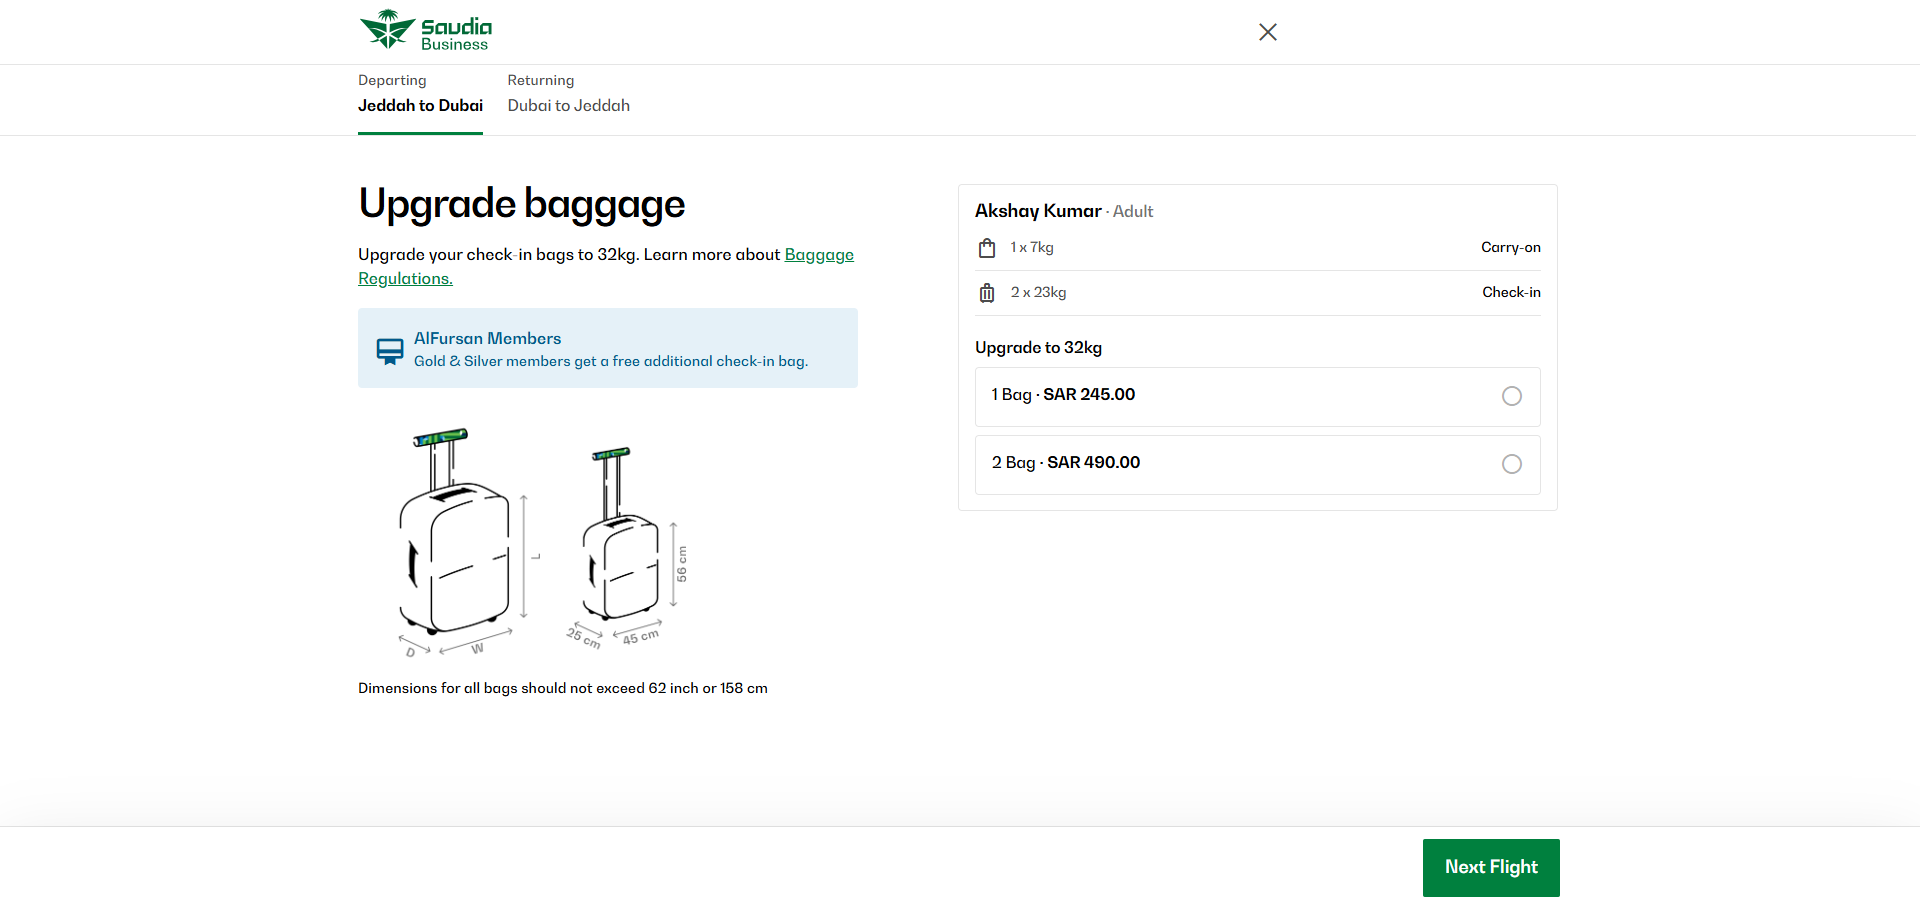 Saudia
Business
Departing
Jeddah to Dubai
Returning
Dubai to Jeddah
Upgrade baggage
Upgrade your check-in bags to 32kg. Learn more about Baggage
Regulations.
AlFursan Members
Gold & Silver members get a free additional check-in bag.
L
D
W
56 cm
25 cm
45 cm
Dimensions for all bags should not exceed 62 inch or 158 cm
Akshay Kumar · Adult
1 x 7kg
Carry-on
2 x 23kg
Check-in
Upgrade to 32kg
1 Bag · SAR 245.00
2 Bag · SAR 490.00
Next Flight